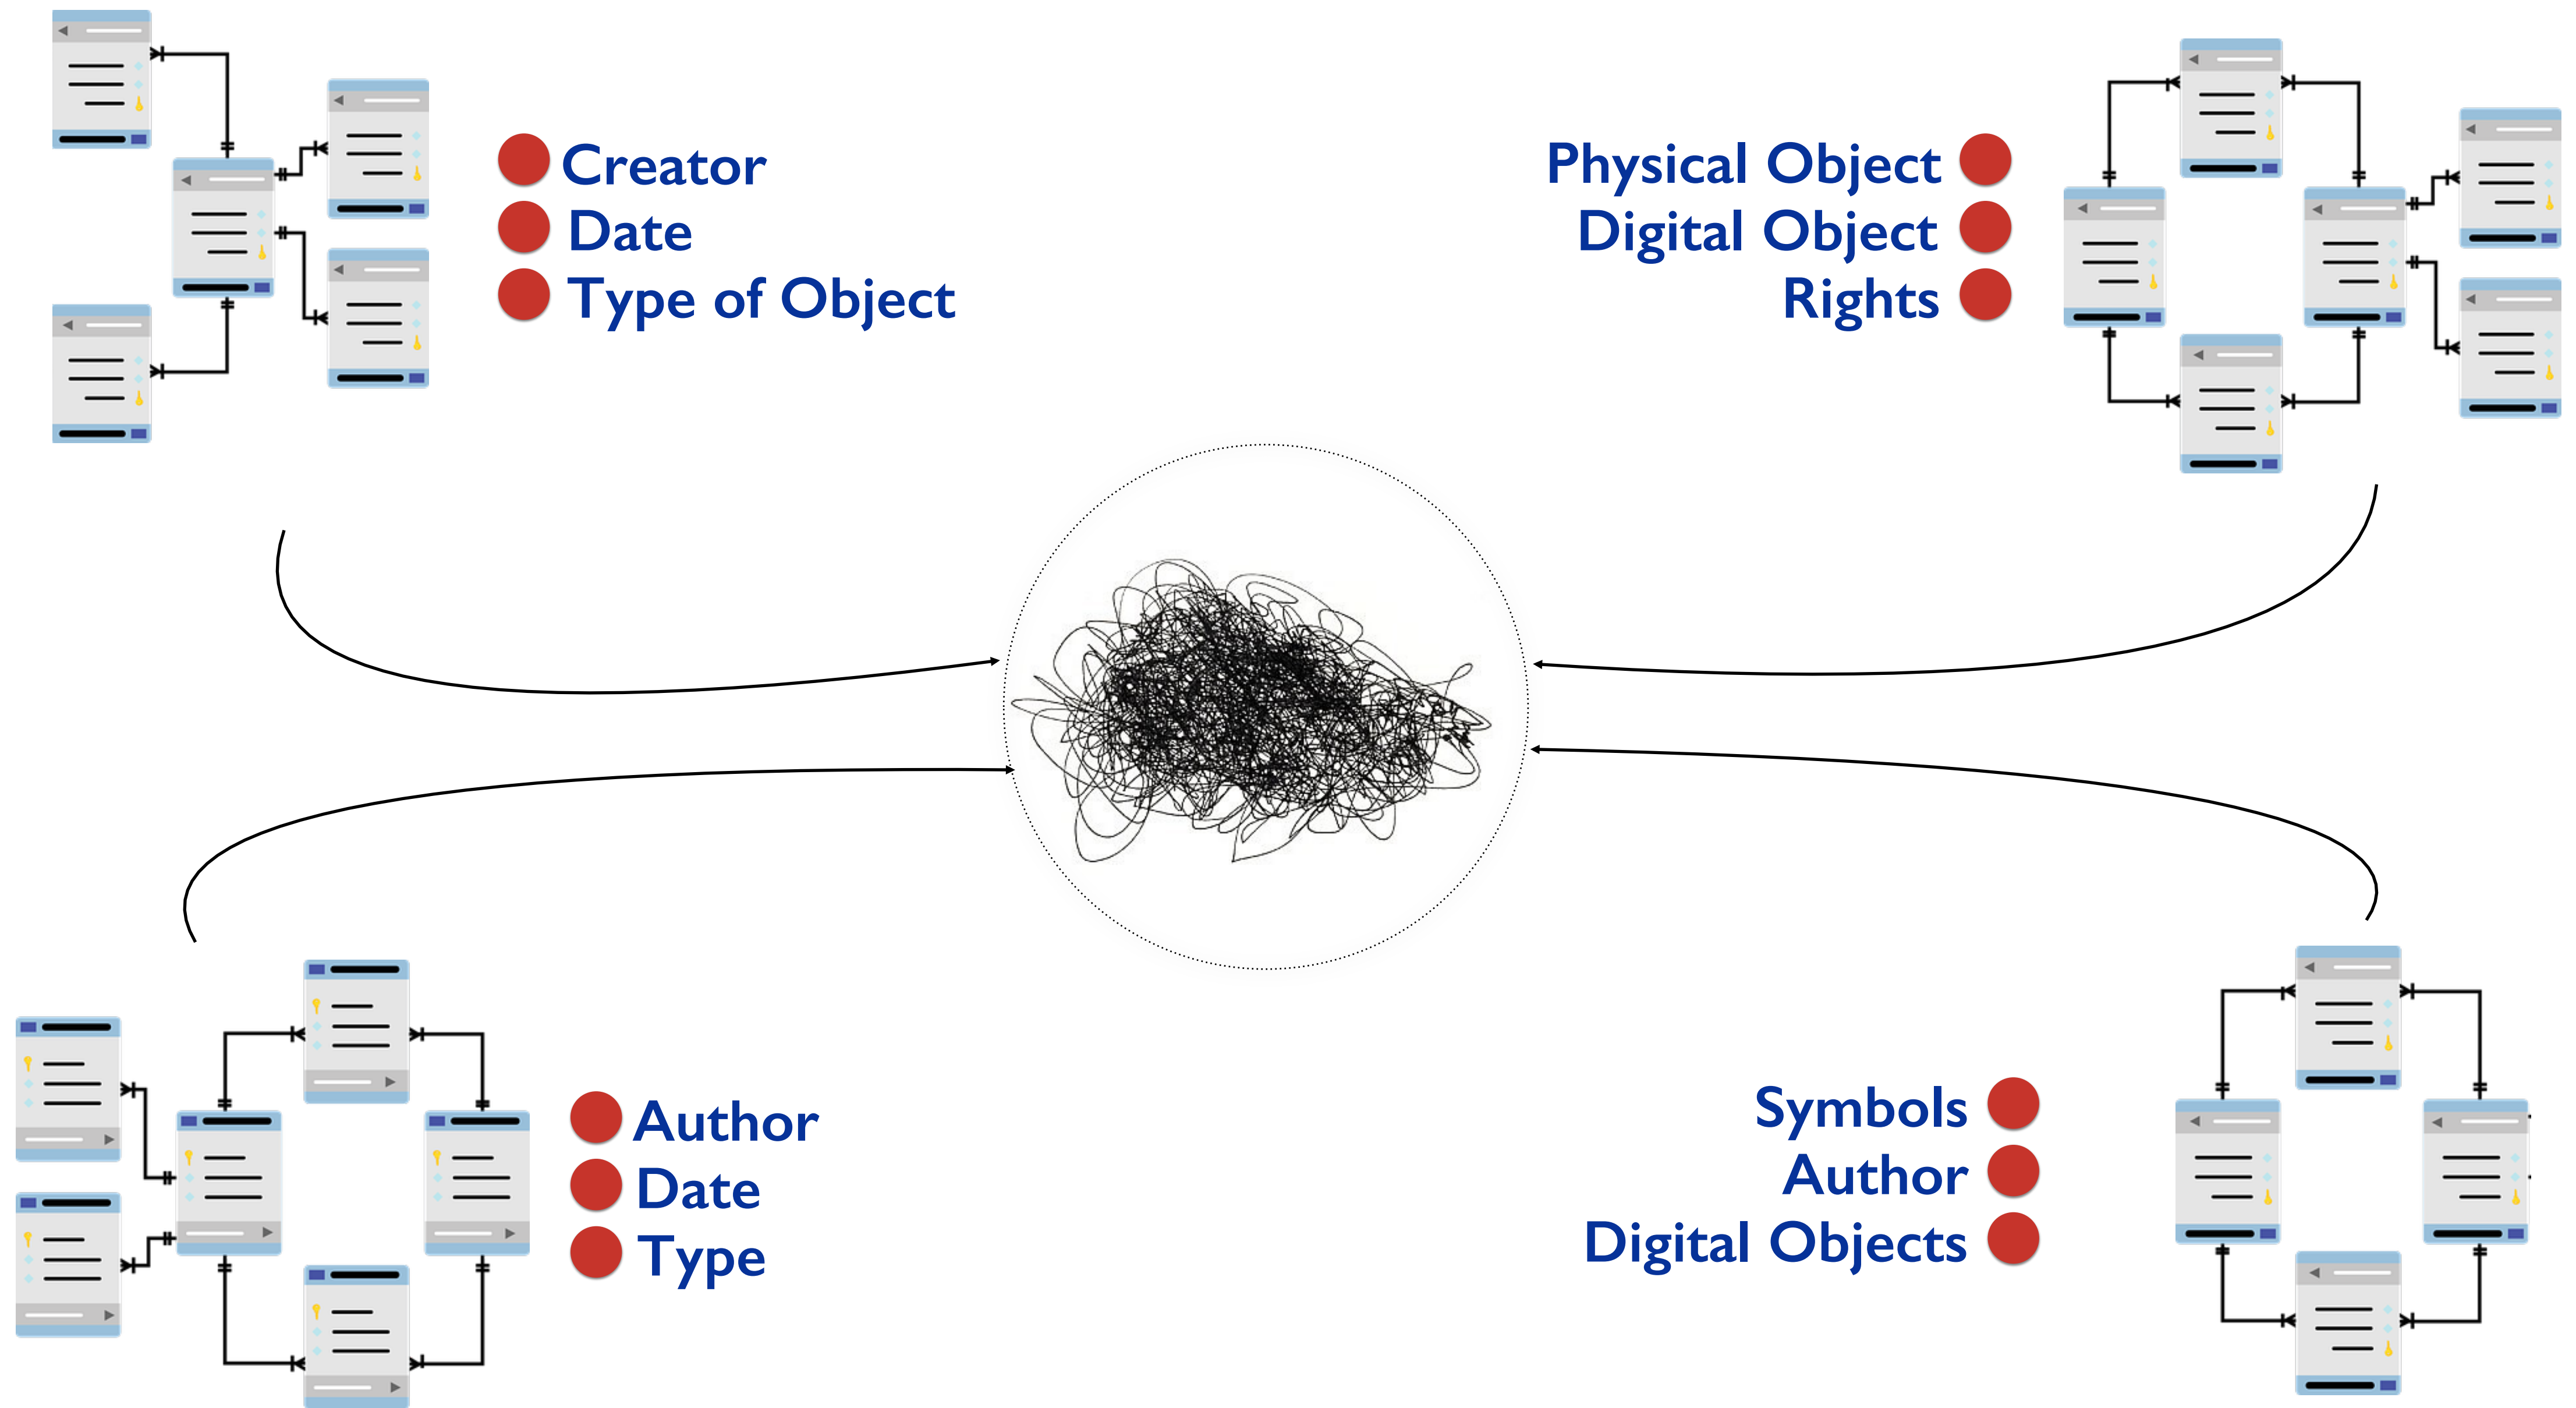 Creator
Date
Type of Object
Physical Object
Digital Object
Rights
Author
Date
Type
Symbols
Author
Digital Objects